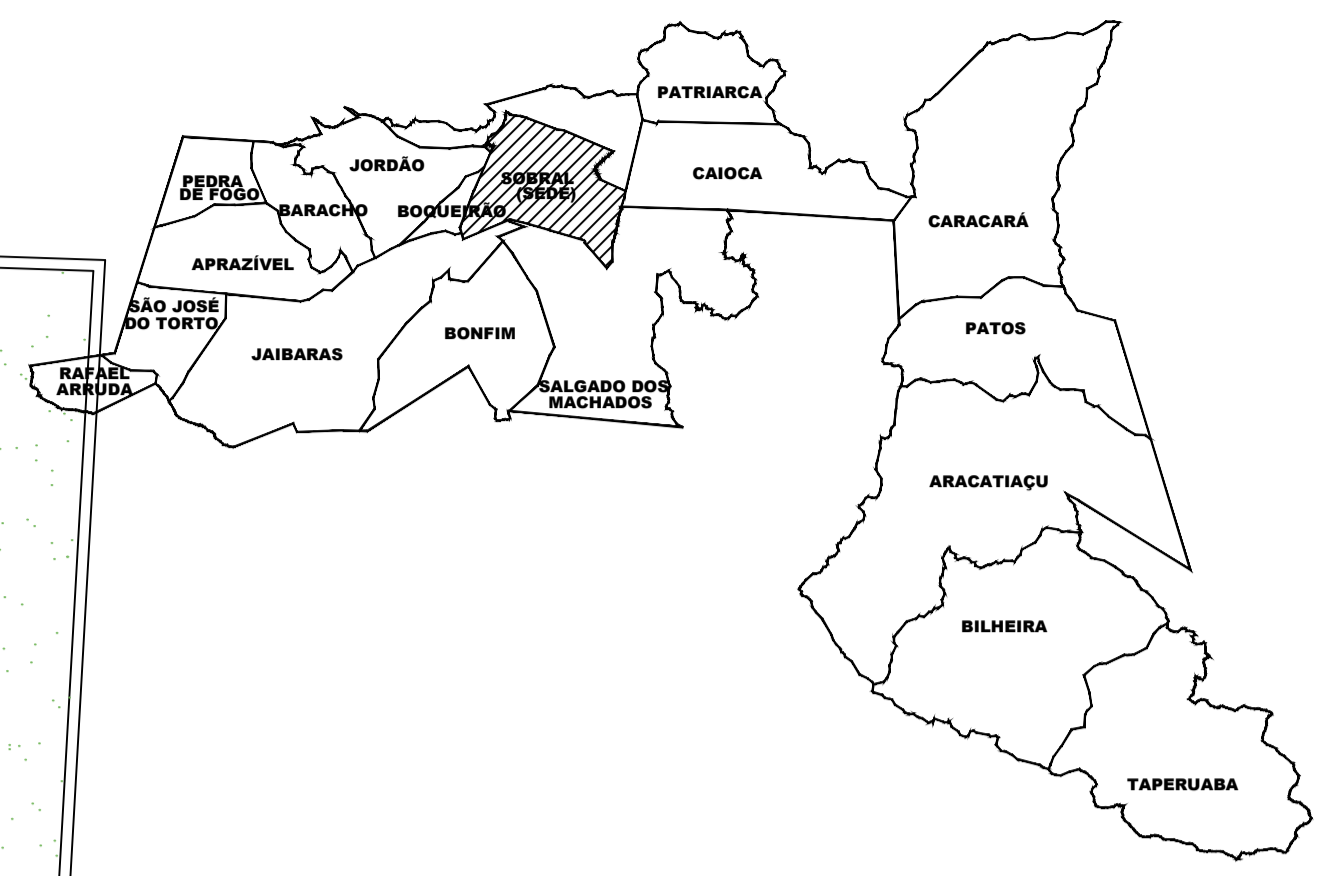 PATRIARCA
JORDÃO
CAIOCA
PEDRA
DE FOGO
SOBRAL
(SEDE)
BARACHO
BOQUEIRÃO
CARACARÁ
APRAZÍVEL
SÃO JOSÉ
DO TORTO
PATOS
BONFIM
JAIBARAS
RAFAEL
ARRUDA
SALGADO DOS
MACHADOS
ARACATIAÇU
BILHEIRA
TAPERUABA